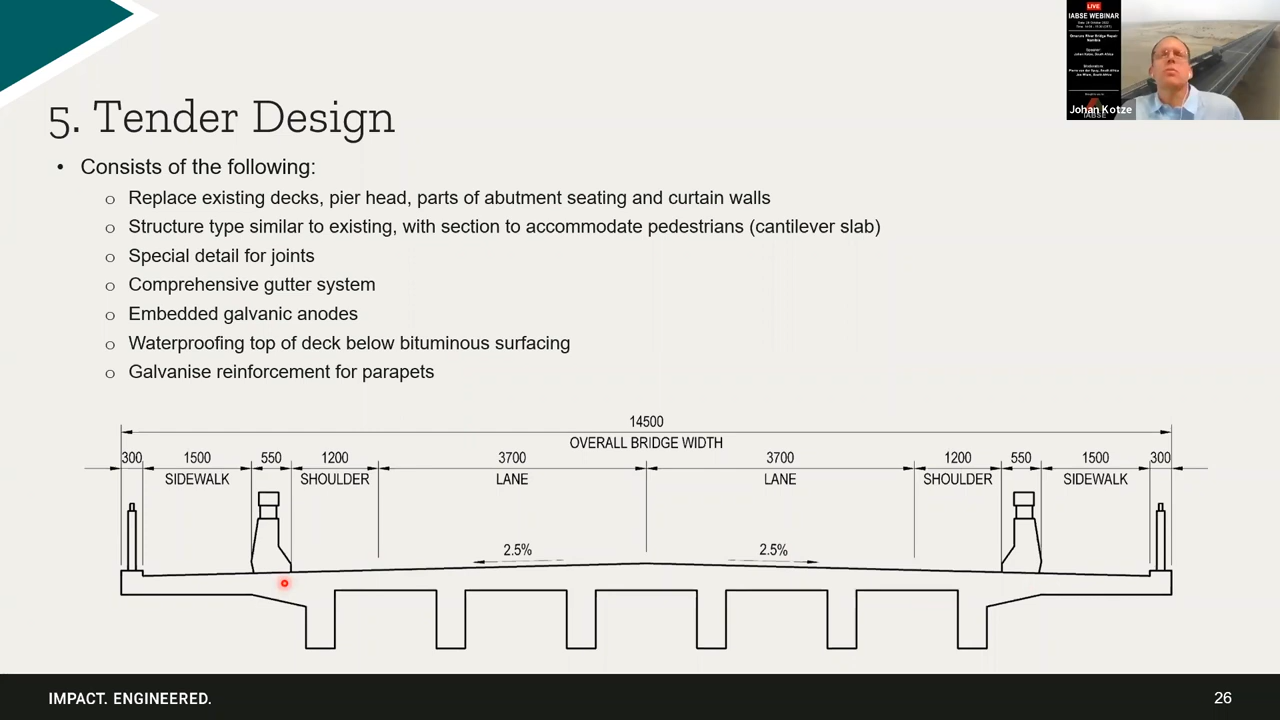 LIVE
IABSE WEBINAR
5. Tender Design
Johan Kotze
IABSE
• Consists of the following:
o Replace existing decks, pier head, parts of abutment seating and curtain walls
o Structure type similar to existing, with section to accommodate pedestrians (cantilever slab)
o Special detail for joints
o Comprehensive gutter system
o Embedded galvanic anodes
o Waterproofing top of deck below bituminous surfacing
o Galvanise reinforcement for parapets
14500
OVERALL BRIDGE WIDTH
300 1500 550 1200 3700 3700 1200 550 1500 300
SIDEWALK SHOULDER LANE LANE SHOULDER SIDEWALK
2.5% 2.5%
IMPACT. ENGINEERED.
26